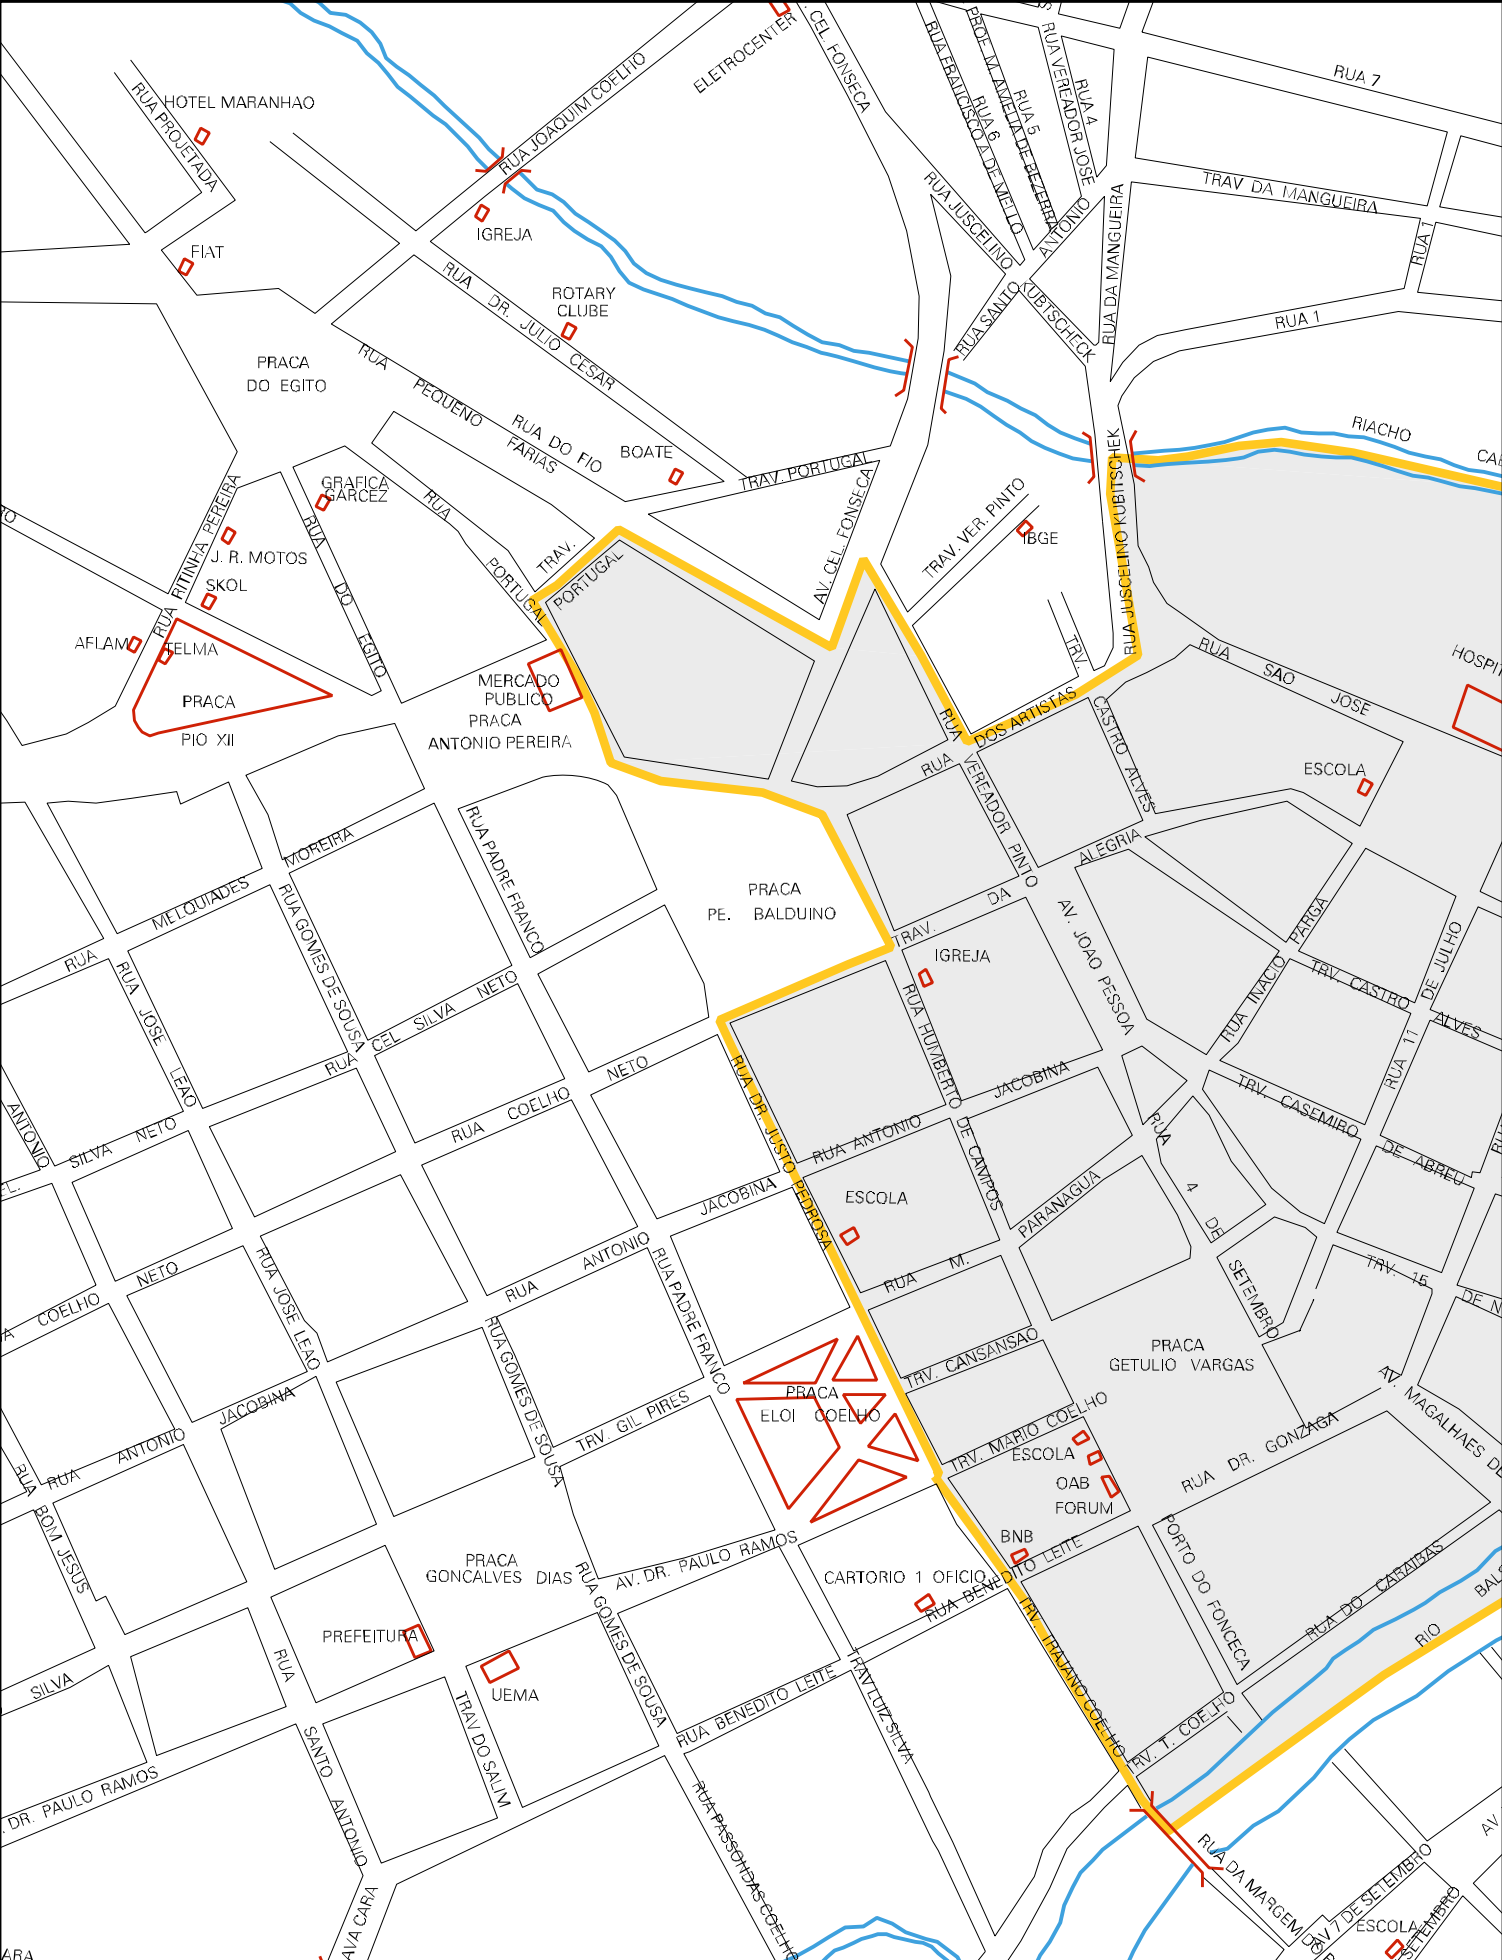 ELETROCENTER
CEL. FONSECA
RUA FRANCISCO A DE MELLO
RUA 6
PROF. M. AMELIA DE BEZEBRA
RUA 5
RUA VEREADOR JOSE
RUA 4
RUA 7
HOTEL MARANHAO
RUA PROJETADA
RUA JOAQUIM COELHO
IGREJA
FIAT
RUA JUSCELINO KUBTSCHECK
RUA SANTO ANTONIO
RUA DA MANGUEIRA
TRAV DA MANGUEIRA
RUA 1
RUA 1
ROTARY
CLUBE
RUA DR. JULIO CESAR
PRACA
DO EGITO
RUA PEQUENO FARIAS
RUA DO FIO
BOATE
TRAV. PORTUGAL
RIACHO
GRAFICA
GARCEZ
RUA RITINHA PEREIRA
J. R. MOTOS
SKOL
RUA DO EGITO
RUA PORTUGAL
TRAV. PORTUGAL
AV. CEL. FONSECA
TRAV. VER. PINTO
IBGE
RUA JUSCELINO KUBITSCHEK
AFLAM
TELMA
PRACA
PIO XII
MERCADO
PUBLICO
PRACA
ANTONIO PEREIRA
TRV.
RUA DOS ARTISTAS
RUA SAO JOSE
CASTRO ALVES
ESCOLA
RUA VEREADOR PINTO
RUA MELQUIADES MOREIRA
RUA PADRE FRANCO
PRACA
PE. BALDUINO
TRAV. DA ALEGRIA
AV. JOAO PESSOA
RUA INACIO PARGA
TRV. CASTRO ALVES
RUA 11 DE JULHO
IGREJA
RUA GOMES DE SOUSA
RUA JOSE LEAO
RUA CEL SILVA NETO
RUA HUMBERTO DE CAMPOS
RUA COELHO NETO
RUA DR. JUSTO PEDROSA
RUA ANTONIO JACOBINA
TRV. CASEMIRO DE ABREU
ANTONIO
SILVA NETO
ESCOLA
RUA M. PARANAGUA
RUA 4 DE SETEMBRO
TRV. 15 DE N
COELHO NETO
RUA JOSE LEAO
RUA ANTONIO JACOBINA
RUA PADRE FRANCO
RUA GOMES DE SOUSA
TRV. CANSANSAO
PRACA
GETULIO VARGAS
PRACA
ELOI COELHO
TRV. GIL PIRES
RUA ANTONIO JACOBINA
TRV. MARIO COELHO
ESCOLA
OAB
FORUM
RUA DR. GONZAGA
AV. MAGALHAES DE
RUA BOM JESUS
PRACA
GONCALVES DIAS
AV. DR. PAULO RAMOS
BNB
CARTORIO 1 OFICIO
RUA BENEDITO LEITE
PORTO DO FONCECA
RUA DO CARAIBAS
RIO
PREFEITURA
UEMA
RUA GOMES DE SOUSA
RUA BENEDITO LEITE
TRAV LUIZ SILVA
TRV. TRAJANO COELHO
TRV. T. COELHO
SILVA
RUA SANTO ANTONIO
TRAV DO SALIM
DR. PAULO RAMOS
RUA PASSONDAS COELHO
RUA DA MARGEM DO
AV 7 DE SETEMBRO
ESCOLA
SETEMBRO
AVA CARA
ARA